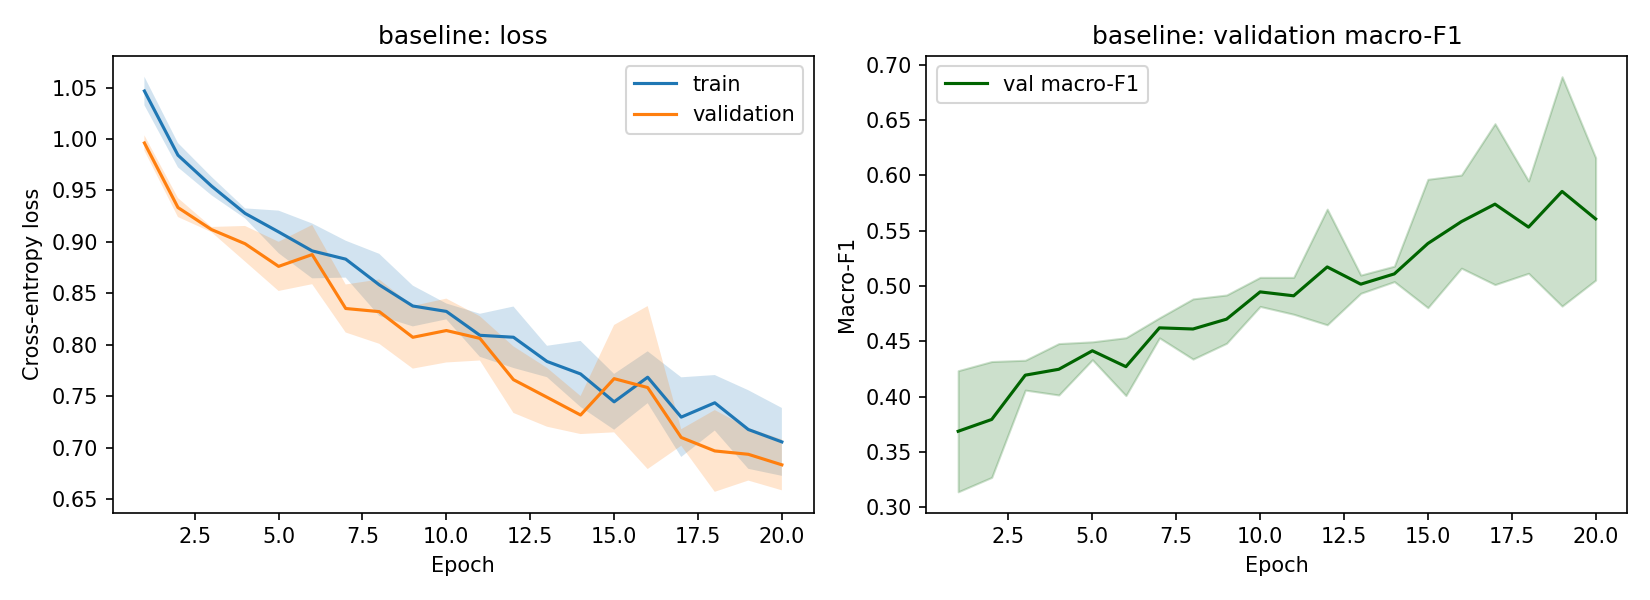 baseline: loss
train
validation
Cross-entropy loss
1.05
1.00
0.95
0.90
0.85
0.80
0.75
0.70
0.65
2.5 5.0 7.5 10.0 12.5 15.0 17.5 20.0
Epoch
baseline: validation macro-F1
val macro-F1
Macro-F1
0.70
0.65
0.60
0.55
0.50
0.45
0.40
0.35
0.30
2.5 5.0 7.5 10.0 12.5 15.0 17.5 20.0
Epoch